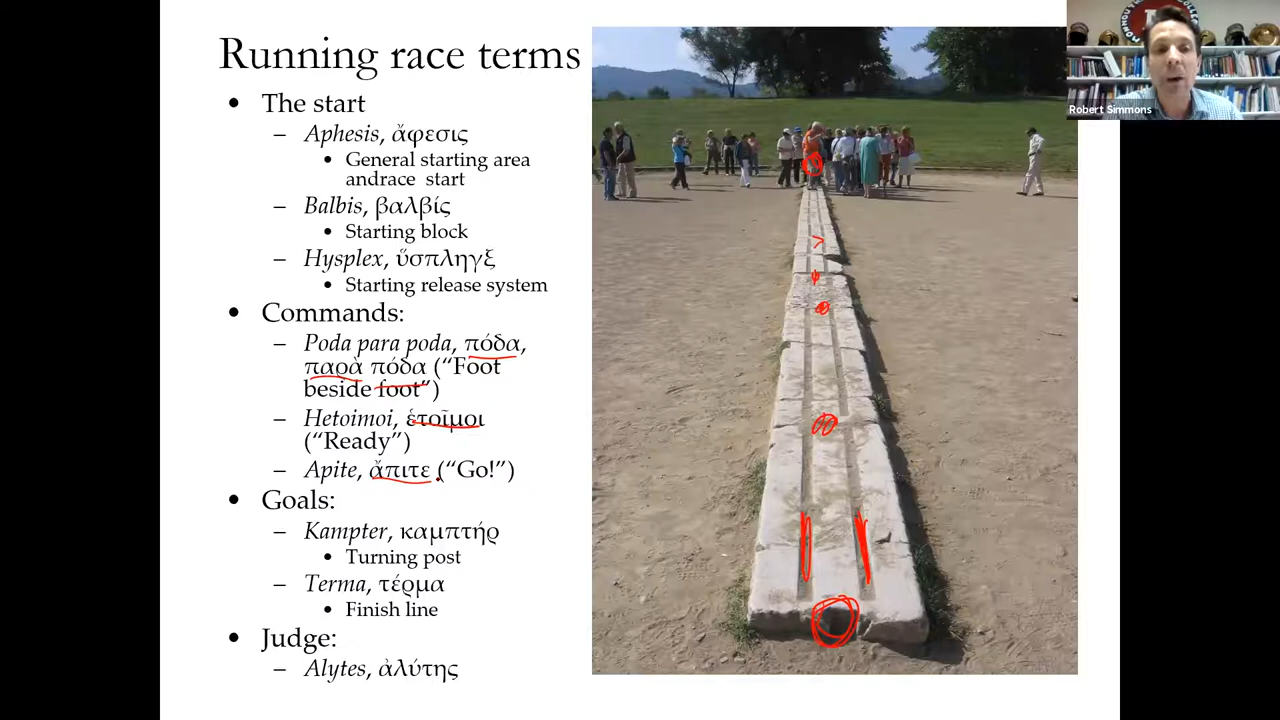 Running race terms
• The start
– Aphesis, ἄφεσις
• General starting area
andrace start
– Balbis, βαλβίς
• Starting block
– Hysplex, ὕσπληγξ
• Starting release system
• Commands:
– Poda para poda, πόδα,
παρὰ πόδα (“Foot
beside foot”)
– Hetoimoi, ἑτοῖμοι
(“Ready”)
– Apite, ἄπιτε (“Go!”)
• Goals:
– Kampter, καμπτήρ
• Turning post
– Terma, τέρμα
• Finish line
• Judge:
– Alytes, ἀλύτης
Robert Simmons